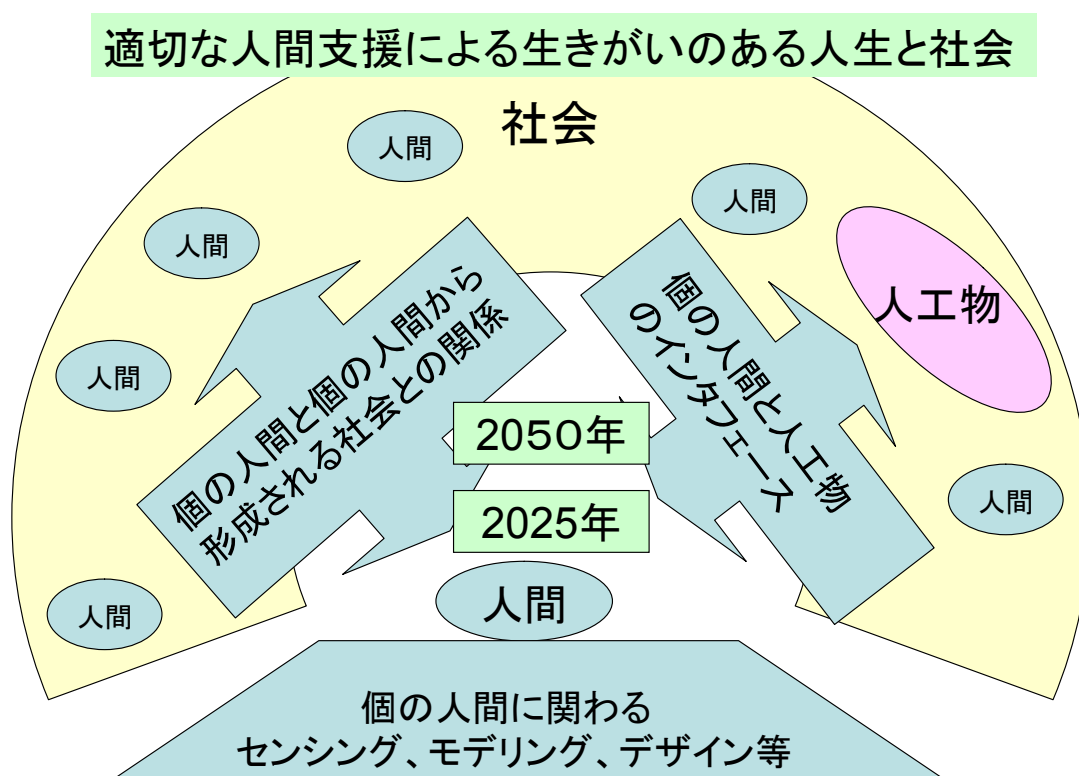 適切な人間支援による生きがいのある人生と社会
社会
人間
人間
人間
人間
人間
人工物
人間
個の人間と個の人間から
形成される社会との関係
個の人間と人工物
のインタフェース
2050年
2025年
人間
個の人間に関わる
センシング、モデリング、デザイン等